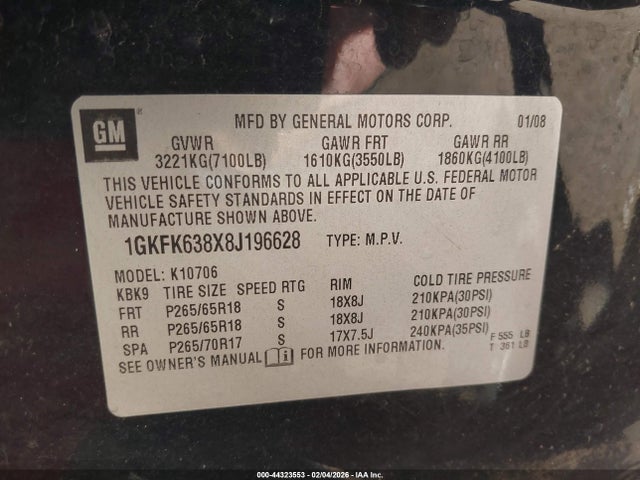 GM
MFD BY GENERAL MOTORS CORP. 01/08
GVWR GAWR FRT GAWR RR
3221KG(7100LB) 1610KG(3550LB) 1860KG(4100LB)
THIS VEHICLE CONFORMS TO ALL APPLICABLE U.S. FEDERAL MOTOR
VEHICLE SAFETY STANDARDS IN EFFECT ON THE DATE OF
MANUFACTURE SHOWN ABOVE.
1GKFK638X8J196628 TYPE: M.P.V.
MODEL: K10706
KBK9 TIRE SIZE SPEED RTG RIM COLD TIRE PRESSURE
FRT P265/65R18 S 18X8J 210KPA(30PSI)
RR P265/65R18 S 18X8J 210KPA(30PSI)
SPA P265/70R17 S 17X7.5J 240KPA(35PSI)
F 555 LB
T 361 LB
SEE OWNER'S MANUAL i FOR MORE INFORMATION.
000-44323553 - 02/04/2026 - IAA Inc.